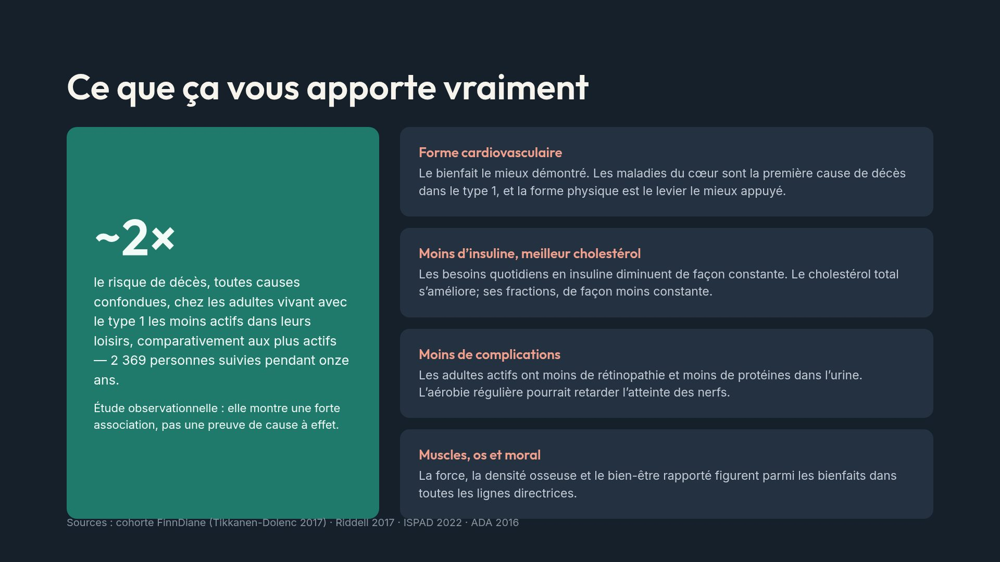 Ce que ça vous apporte vraiment
~2×
le risque de décès, toutes causes
confondues, chez les adultes vivant avec
le type 1 les moins actifs dans leurs
loisirs, comparativement aux plus actifs
— 2 369 personnes suivies pendant onze
ans.
Étude observationnelle : elle montre une forte
association, pas une preuve de cause à effet.
Forme cardiovasculaire
Le bienfait le mieux démontré. Les maladies du cœur sont la première cause de décès
dans le type 1, et la forme physique est le levier le mieux appuyé.
Moins d’insuline, meilleur cholestérol
Les besoins quotidiens en insuline diminuent de façon constante. Le cholestérol total
s’améliore; ses fractions, de façon moins constante.
Moins de complications
Les adultes actifs ont moins de rétinopathie et moins de protéines dans l’urine.
L’aérobie régulière pourrait retarder l’atteinte des nerfs.
Muscles, os et moral
La force, la densité osseuse et le bien-être rapporté figurent parmi les bienfaits dans
toutes les lignes directrices.
Sources : cohorte FinnDiane (Tikkanen-Dolenc 2017) · Riddell 2017 · ISPAD 2022 · ADA 2016